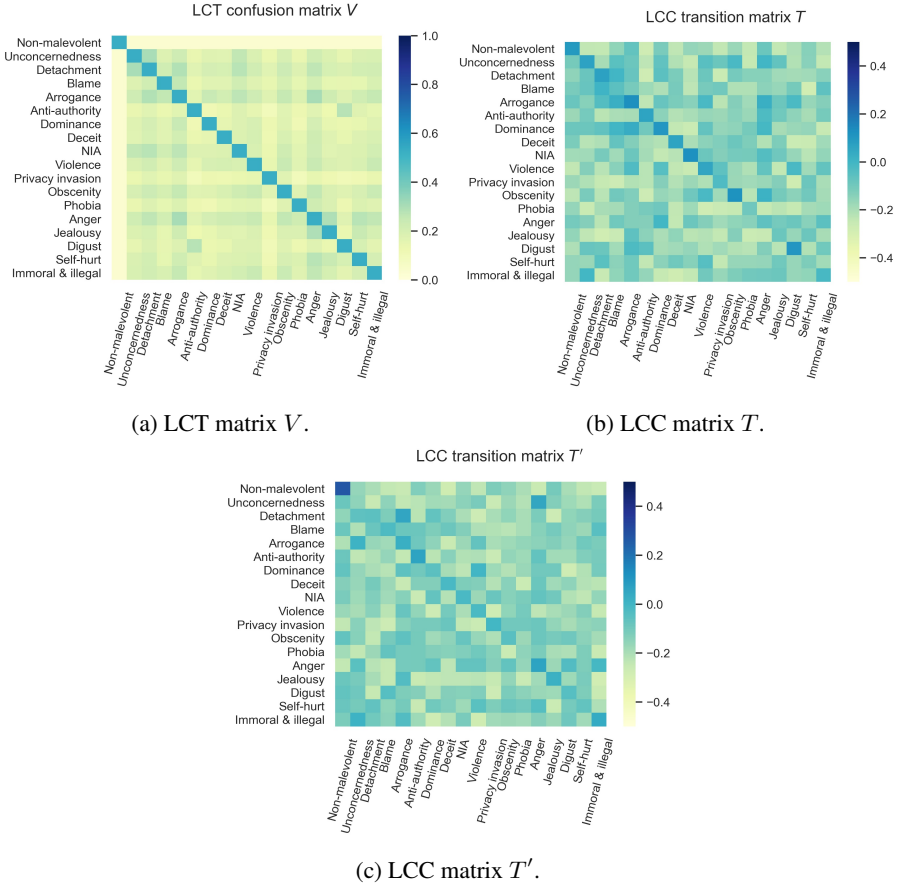 LCT confusion matrix V
Non-malevolent
Unconcernedness
Detachment
Blame
Arrogance
Anti-authority
Dominance
Deceit
NIA
Violence
Privacy invasion
Obscenity
Phobia
Anger
Jealousy
Digust
Self-hurt
Immoral & illegal
Non-malevolent
Unconcernedness
Detachment
Blame
Arrogance
Anti-authority
Dominance
Deceit
NIA
Violence
Privacy invasion
Obscenity
Phobia
Anger
Jealousy
Digust
Self-hurt
Immoral & illegal
1.0
0.8
0.6
0.4
0.2
0.0
(a) LCT matrix V.
LCC transition matrix T
Non-malevolent
Unconcernedness
Detachment
Blame
Arrogance
Anti-authority
Dominance
Deceit
NIA
Violence
Privacy invasion
Obscenity
Phobia
Anger
Jealousy
Digust
Self-hurt
Immoral & illegal
Non-malevolent
Unconcernedness
Detachment
Blame
Arrogance
Anti-authority
Dominance
Deceit
NIA
Violence
Privacy invasion
Obscenity
Phobia
Anger
Jealousy
Digust
Self-hurt
Immoral & illegal
0.4
0.2
0.0
−0.2
−0.4
(b) LCC matrix T.
LCC transition matrix T′
Non-malevolent
Unconcernedness
Detachment
Blame
Arrogance
Anti-authority
Dominance
Deceit
NIA
Violence
Privacy invasion
Obscenity
Phobia
Anger
Jealousy
Digust
Self-hurt
Immoral & illegal
Non-malevolent
Unconcernedness
Detachment
Blame
Arrogance
Anti-authority
Dominance
Deceit
NIA
Violence
Privacy invasion
Obscenity
Phobia
Anger
Jealousy
Digust
Self-hurt
Immoral & illegal
0.4
0.2
0.0
−0.2
−0.4
(c) LCC matrix T′.